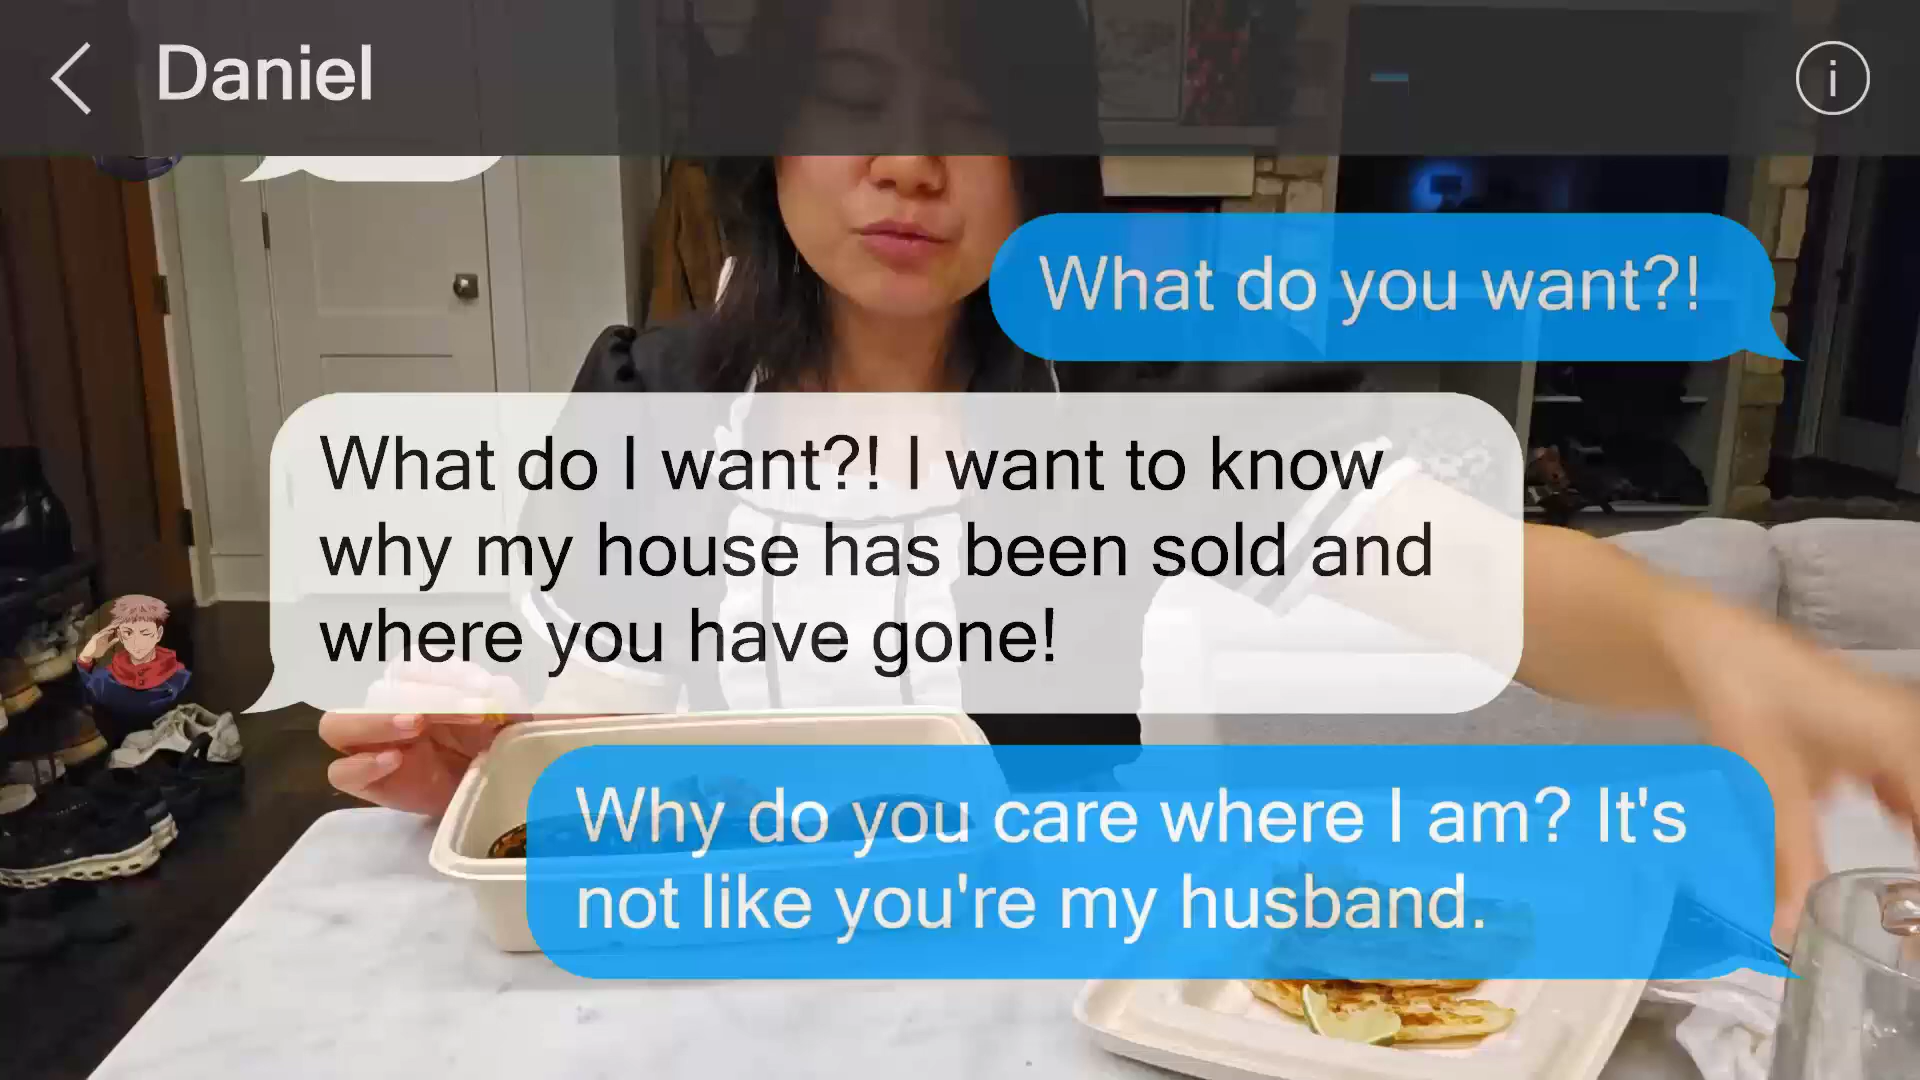 Daniel
What do you want?!
What do I want?! I want to know
why my house has been sold and
where you have gone!
Why do you care where I am? It's
not like you're my husband.